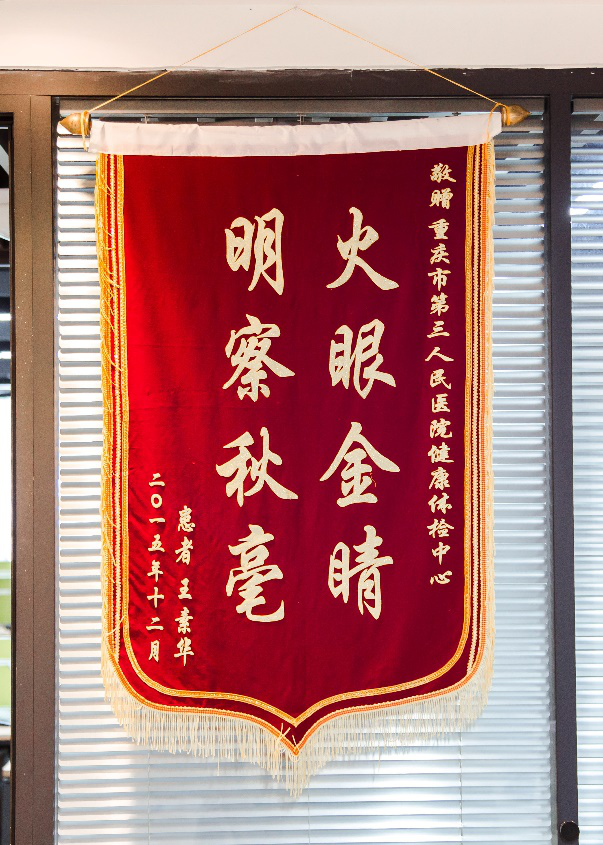 敬赠 重庆市第三人民医院健康体检中心
火眼金睛
明察秋毫
患者 王素华
二〇一五年十二月